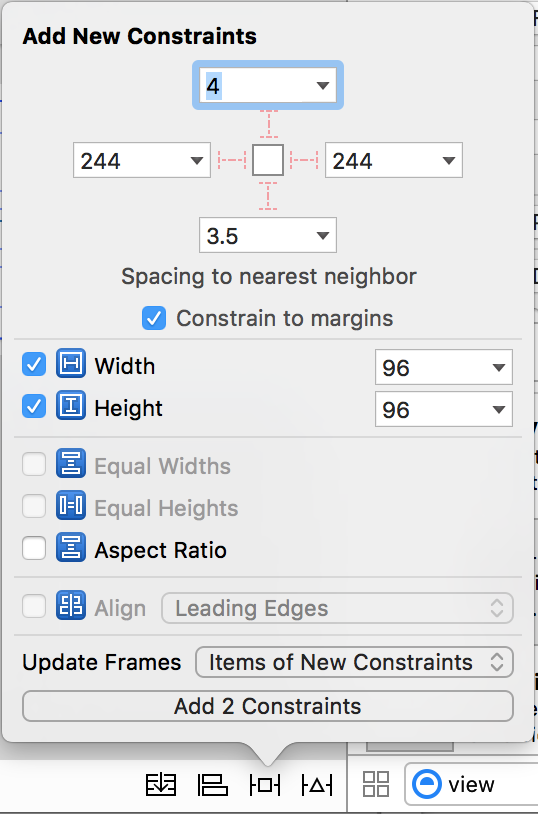 Add New Constraints
4
244 244
3.5
Spacing to nearest neighbor
Constrain to margins
Width 96
Height 96
Equal Widths
Equal Heights
Aspect Ratio
Align Leading Edges
Update Frames Items of New Constraints
Add 2 Constraints
view